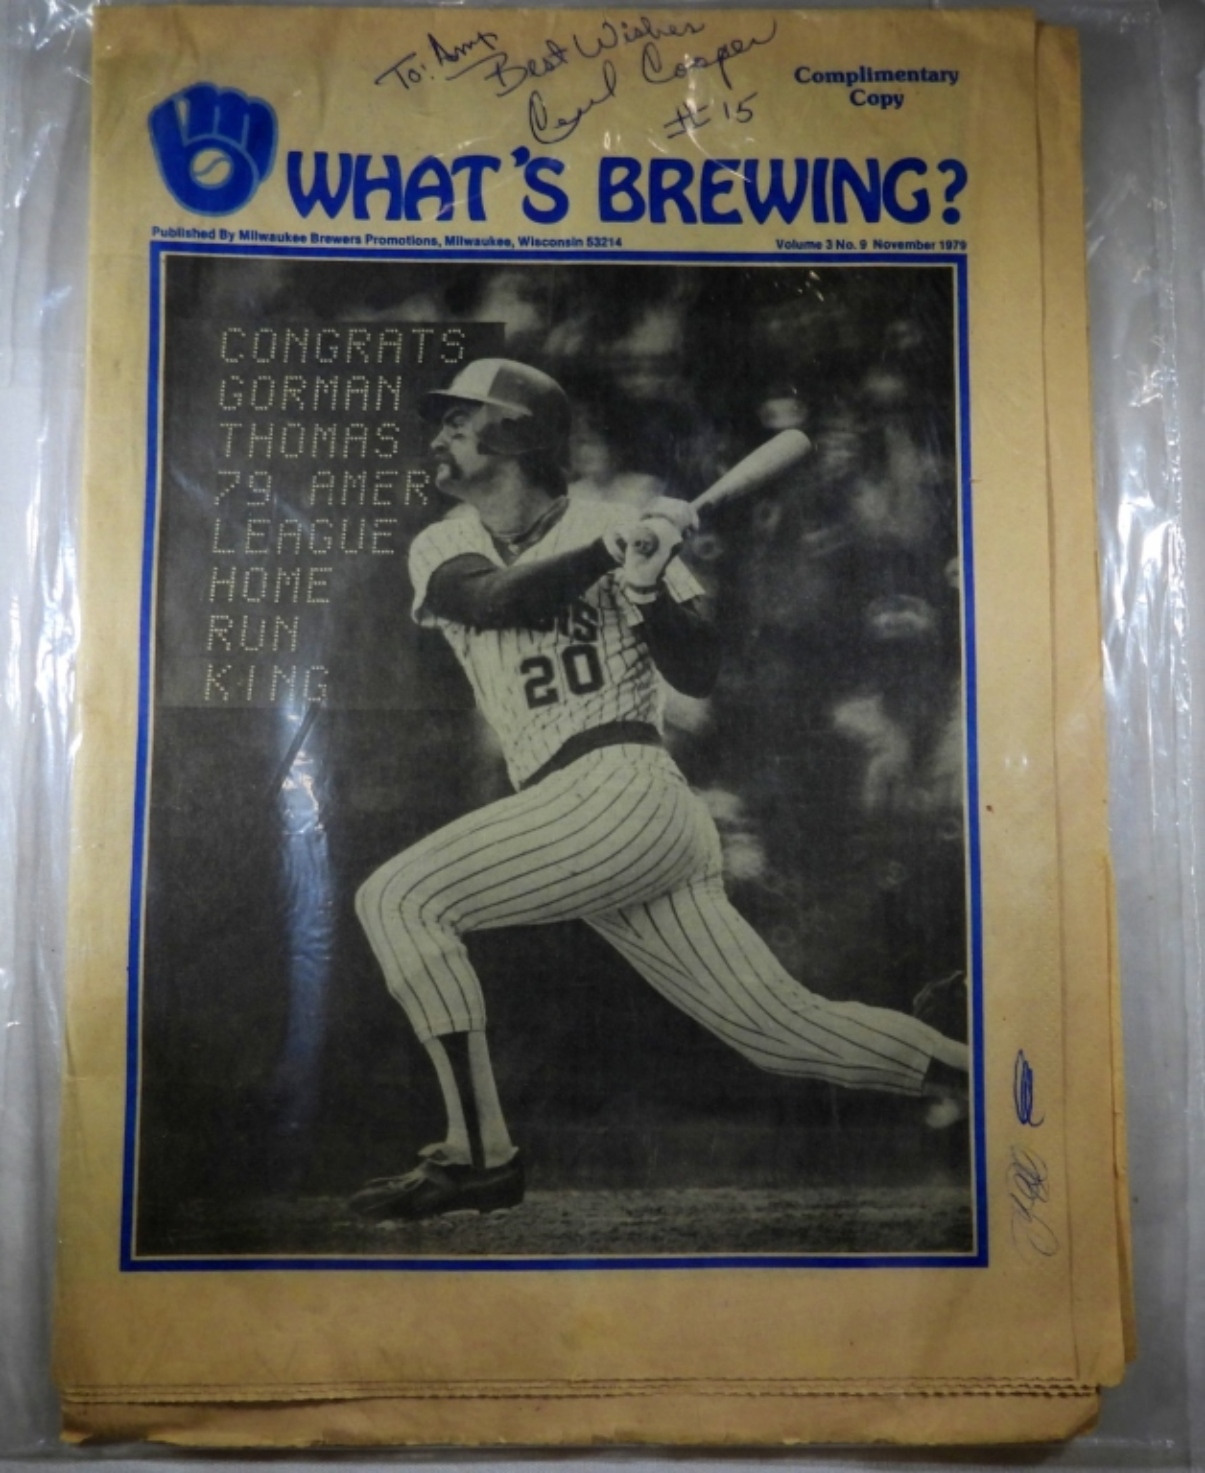 To: Amy
Best Wishes
Cecil Cooper
# 15
Complimentary
Copy
WHAT'S BREWING?
Published By Milwaukee Brewers Promotions, Milwaukee, Wisconsin 53214
Volume 3 No. 9 November 1979
CONGRATS
GORMAN
THOMAS
79 AMER
LEAGUE
HOME
RUN
KING
20